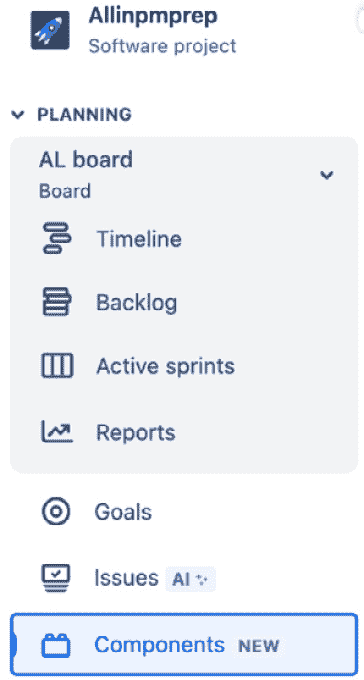 Allinpmprep
Software project
PLANNING
AL board
Board
Timeline
Backlog
Active sprints
Reports
Goals
Issues AI
Components NEW